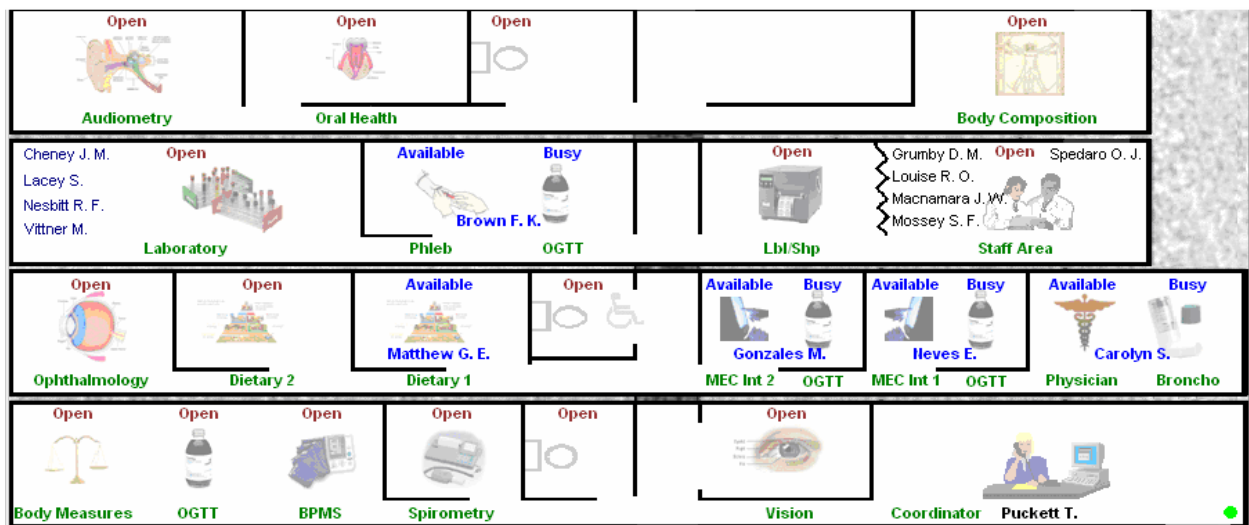 Open Open Open Open
Audiometry Oral Health Body Composition
Cheney J. M. Open Available Busy Open Grumby D. M. Open Spedaro O. J.
Lacey S. Louise R. O.
Nesbitt R. F. Macnamara J. W.
Vittner M. Brown F. K. Mossey S. F.
Laboratory Phleb OGTT Lbl/Shp Staff Area
Open Open Available Open Available Busy Available Busy Available Busy
Matthew G. E. Gonzales M. Neves E. Carolyn S.
Ophthalmology Dietary 2 Dietary 1 MEC Int 2 OGTT MEC Int 1 OGTT Physician Broncho
Open Open Open Open Open Open
Body Measures OGTT BPMS Spirometry Vision Coordinator Puckett T.